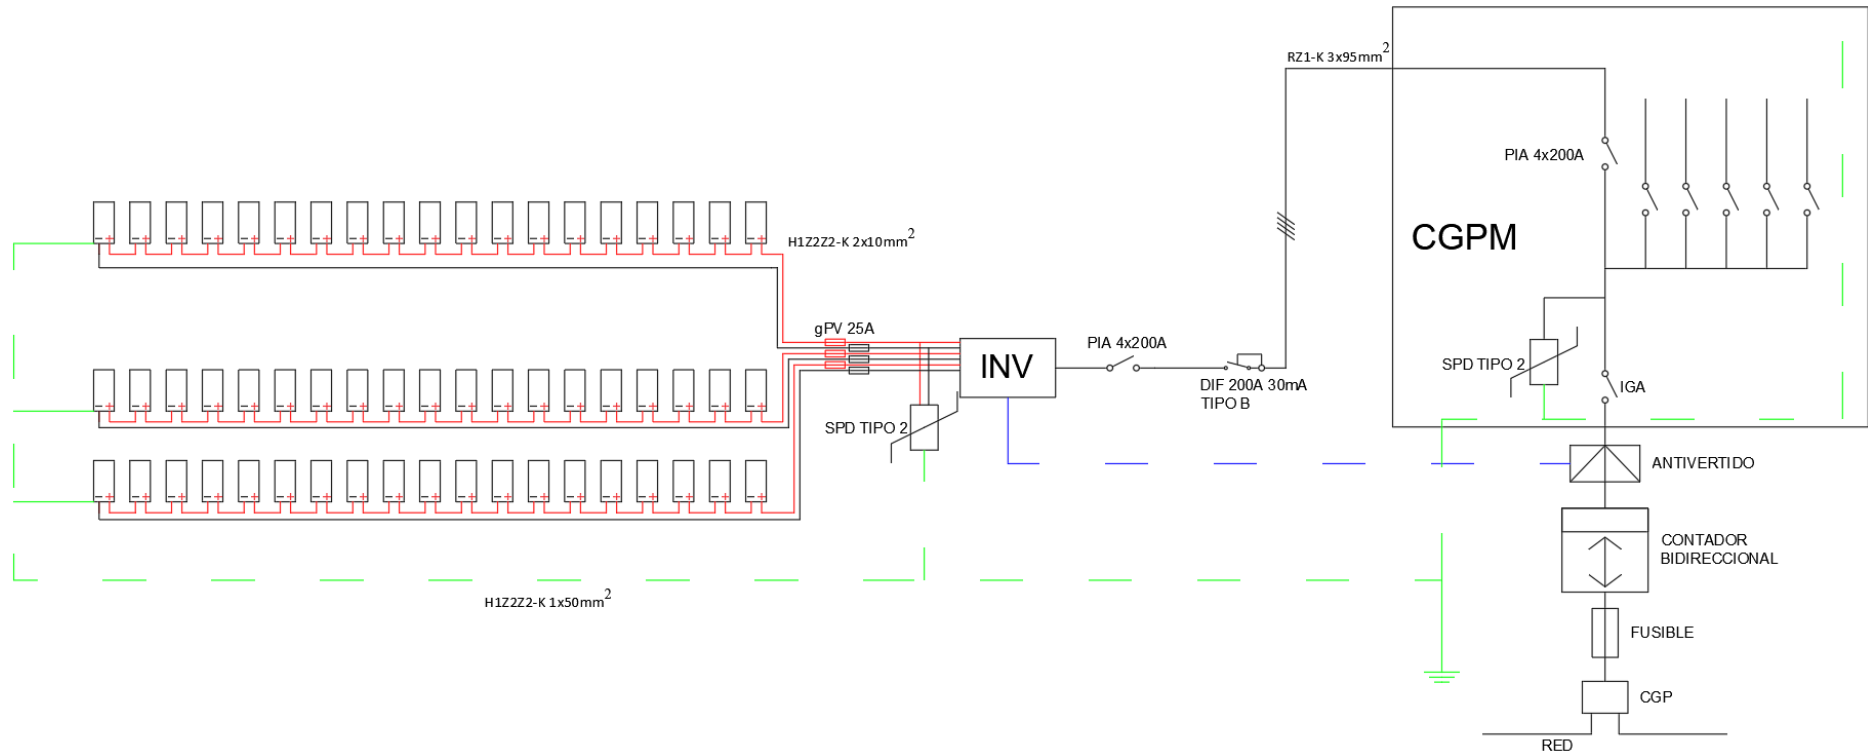 RZ1-K 3x95mm2
PIA 4x200A
CGPM
H1Z2Z2-K 2x10mm2
gPV 25A
INV
PIA 4x200A
DIF 200A 30mA
TIPO B
SPD TIPO 2
SPD TIPO 2
IGA
ANTIVERTIDO
CONTADOR
BIDIRECCIONAL
H1Z2Z2-K 1x50mm2
FUSIBLE
CGP
RED